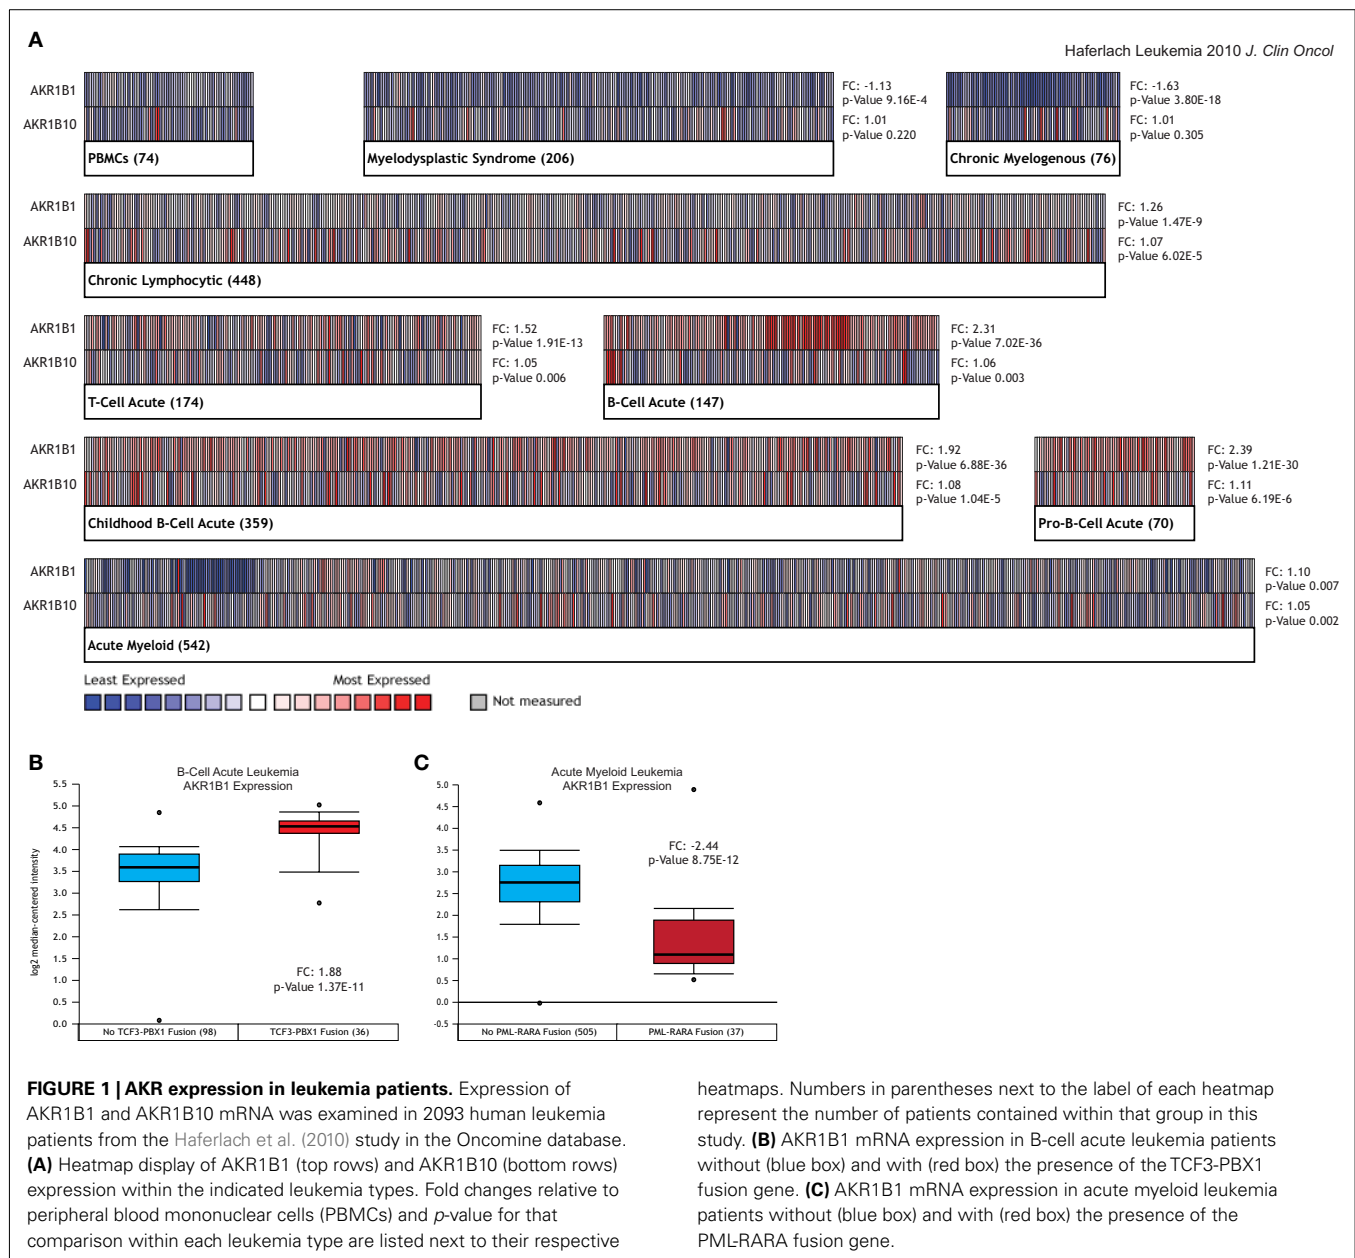 A
Haferlach Leukemia 2010 J. Clin Oncol
AKR1B1
AKR1B10
PBMCs (74)
Myelodysplastic Syndrome (206)
FC: -1.13
p-Value 9.16E-4
FC: 1.01
p-Value 0.220
Chronic Myelogenous (76)
FC: -1.63
p-Value 3.80E-18
FC: 1.01
p-Value 0.305
AKR1B1
AKR1B10
Chronic Lymphocytic (448)
FC: 1.26
p-Value 1.47E-9
FC: 1.07
p-Value 6.02E-5
AKR1B1
AKR1B10
T-Cell Acute (174)
FC: 1.52
p-Value 1.91E-13
FC: 1.05
p-Value 0.006
B-Cell Acute (147)
FC: 2.31
p-Value 7.02E-36
FC: 1.06
p-Value 0.003
AKR1B1
AKR1B10
Childhood B-Cell Acute (359)
FC: 1.92
p-Value 6.88E-36
FC: 1.08
p-Value 1.04E-5
Pro-B-Cell Acute (70)
FC: 2.39
p-Value 1.21E-30
FC: 1.11
p-Value 6.19E-6
AKR1B1
AKR1B10
Acute Myeloid (542)
FC: 1.10
p-Value 0.007
FC: 1.05
p-Value 0.002
Least Expressed
Most Expressed
Not measured
B
B-Cell Acute Leukemia
AKR1B1 Expression
log2 median-centered intensity
5.5
5.0
4.5
4.0
3.5
3.0
2.5
2.0
1.5
1.0
0.5
0.0
FC: 1.88
p-Value 1.37E-11
No TCF3-PBX1 Fusion (98)
TCF3-PBX1 Fusion (36)
C
Acute Myeloid Leukemia
AKR1B1 Expression
5.0
4.5
4.0
3.5
3.0
2.5
2.0
1.5
1.0
0.5
0.0
-0.5
FC: -2.44
p-Value 8.75E-12
No PML-RARA Fusion (505)
PML-RARA Fusion (37)
FIGURE 1 | AKR expression in leukemia patients. Expression of
AKR1B1 and AKR1B10 mRNA was examined in 2093 human leukemia
patients from the Haferlach et al. (2010) study in the Oncomine database.
(A) Heatmap display of AKR1B1 (top rows) and AKR1B10 (bottom rows)
expression within the indicated leukemia types. Fold changes relative to
peripheral blood mononuclear cells (PBMCs) and p-value for that
comparison within each leukemia type are listed next to their respective
heatmaps. Numbers in parentheses next to the label of each heatmap
represent the number of patients contained within that group in this
study. (B) AKR1B1 mRNA expression in B-cell acute leukemia patients
without (blue box) and with (red box) the presence of the TCF3-PBX1
fusion gene. (C) AKR1B1 mRNA expression in acute myeloid leukemia
patients without (blue box) and with (red box) the presence of the
PML-RARA fusion gene.